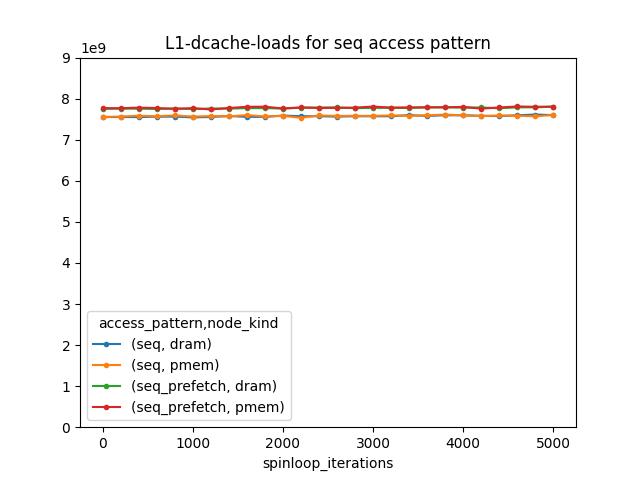 L1-dcache-loads for seq access pattern
1e9
9
8
7
6
5
4
3
2
1
0
access_pattern,node_kind
(seq, dram)
(seq, pmem)
(seq_prefetch, dram)
(seq_prefetch, pmem)
0 1000 2000 3000 4000 5000
spinloop_iterations